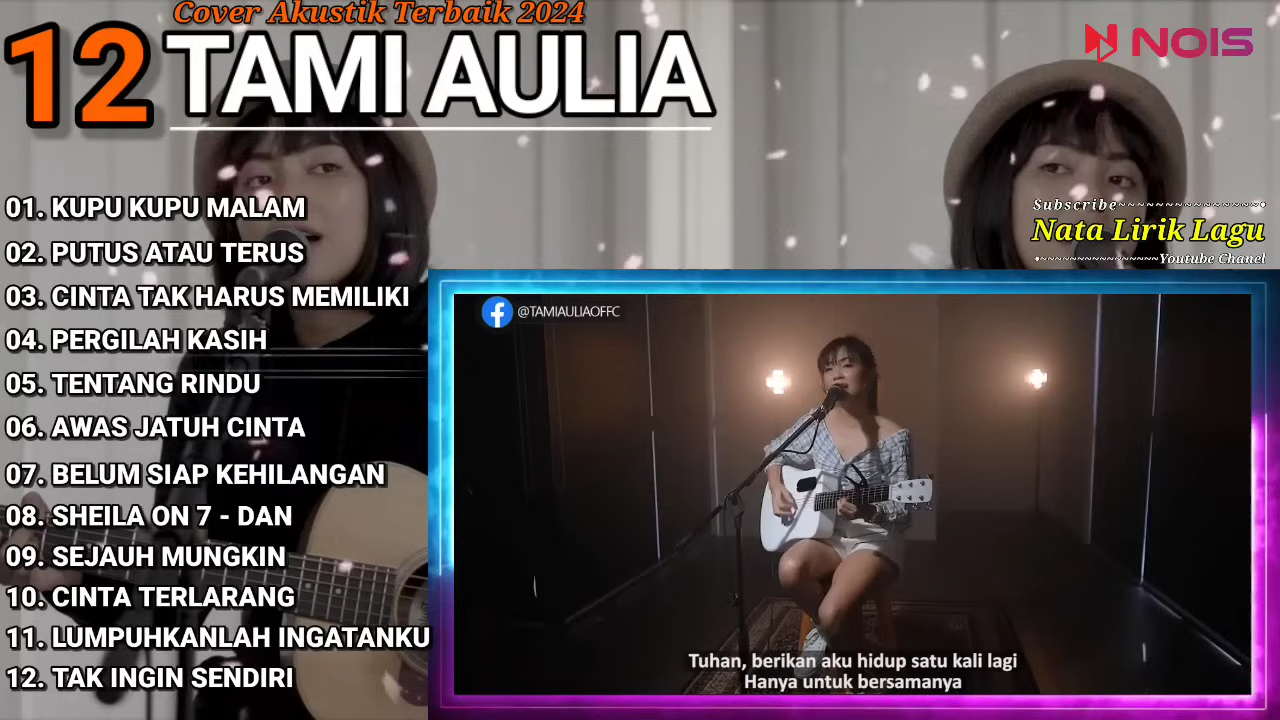 Cover Akustik Terbaik 2024
12 TAMI AULIA
NOIS
01. KUPU KUPU MALAM
02. PUTUS ATAU TERUS
03. CINTA TAK HARUS MEMILIKI
04. PERGILAH KASIH
05. TENTANG RINDU
06. AWAS JATUH CINTA
07. BELUM SIAP KEHILANGAN
08. SHEILA ON 7 - DAN
09. SEJAUH MUNGKIN
10. CINTA TERLARANG
11. LUMPUHKANLAH INGATANKU
12. TAK INGIN SENDIRI
Subscribe~~~~~~~~~~~~~~~•
Nata Lirik Lagu
•~~~~~~~~~~~~~~~~Youtube Chanel
@TAMIAULIAOFFC
Tuhan, berikan aku hidup satu kali lagi
Hanya untuk bersamanya